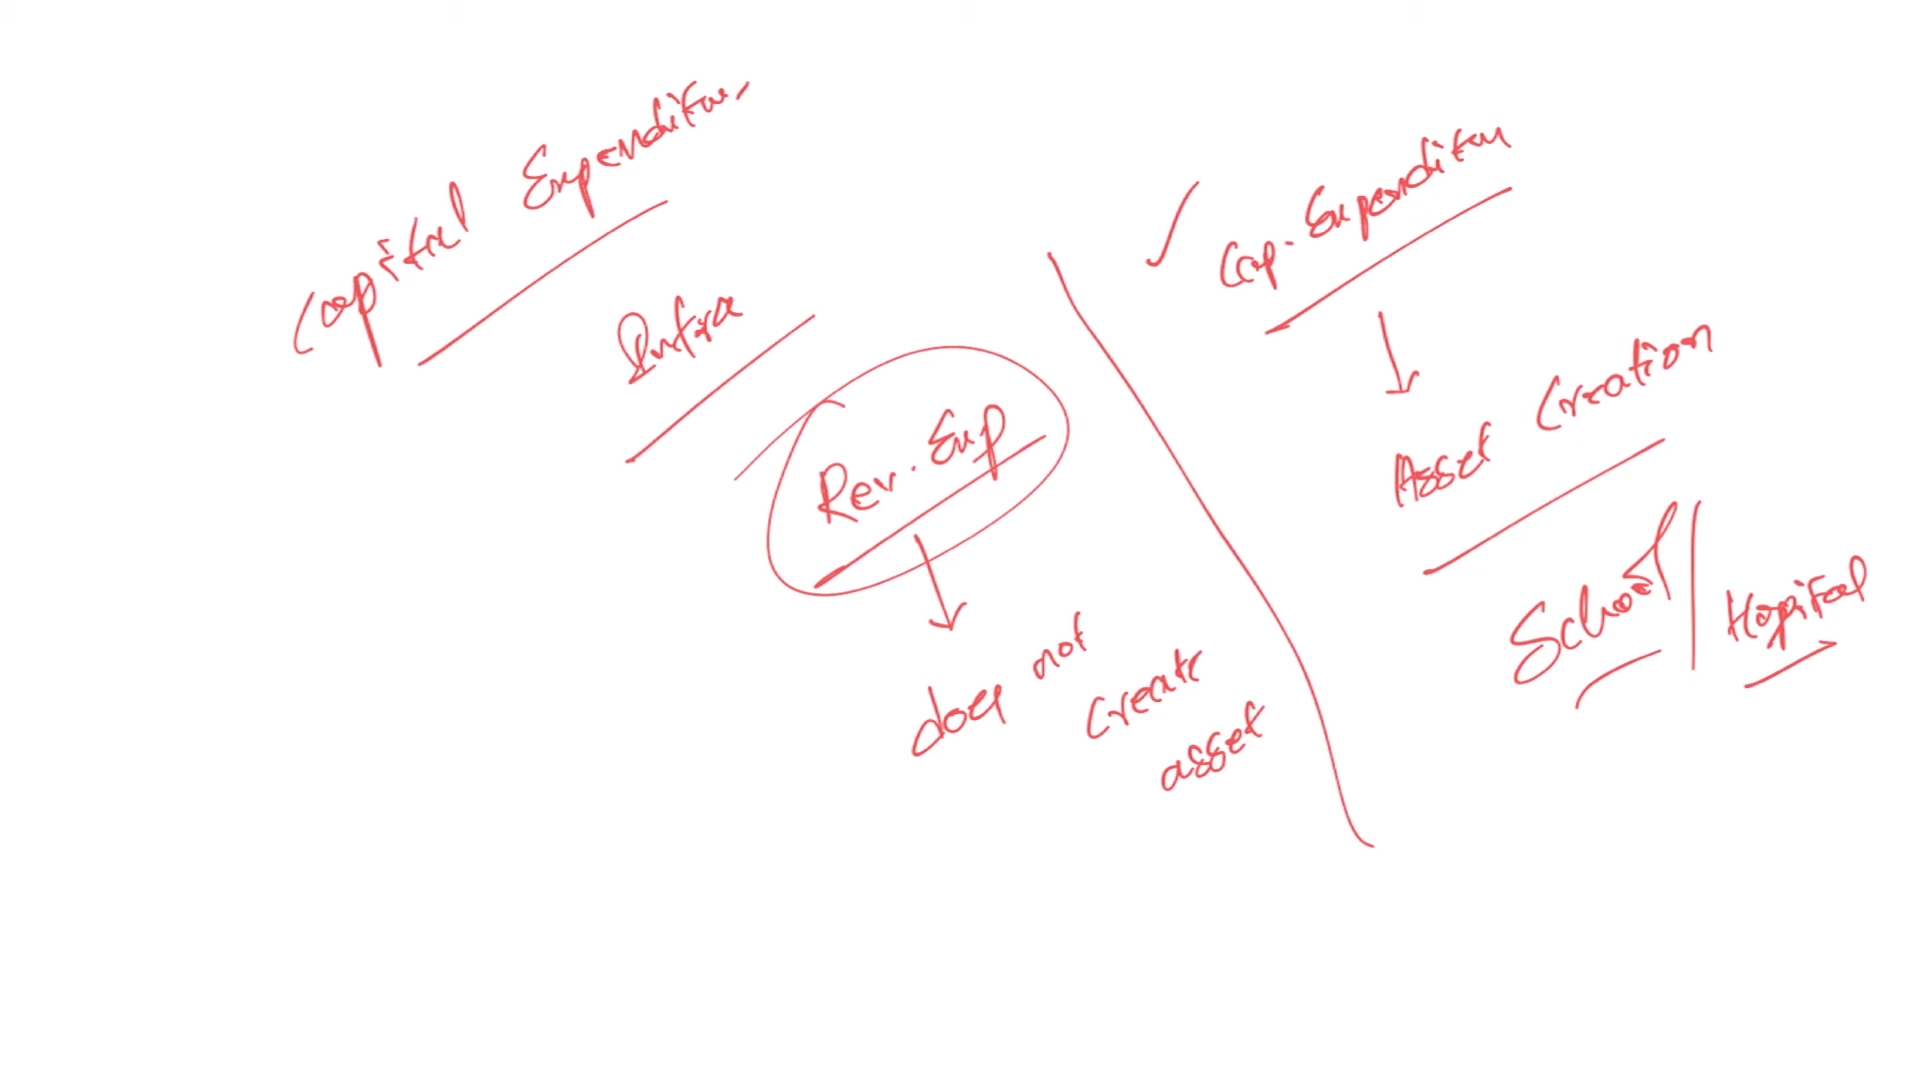 Capital Expenditure
Infra
Rev. Exp
does not
create
asset
Cap. Expenditure
Asset Creation
School / Hospital